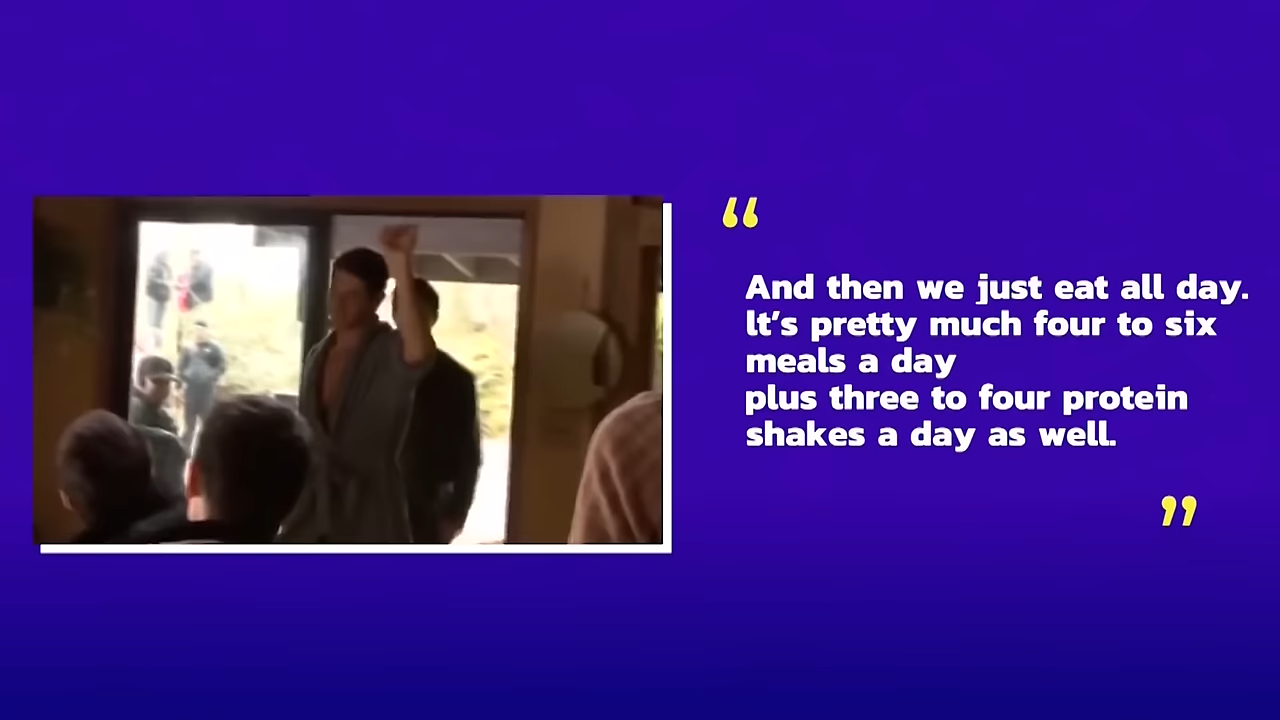 “
And then we just eat all day.
It’s pretty much four to six
meals a day
plus three to four protein
shakes a day as well.
”